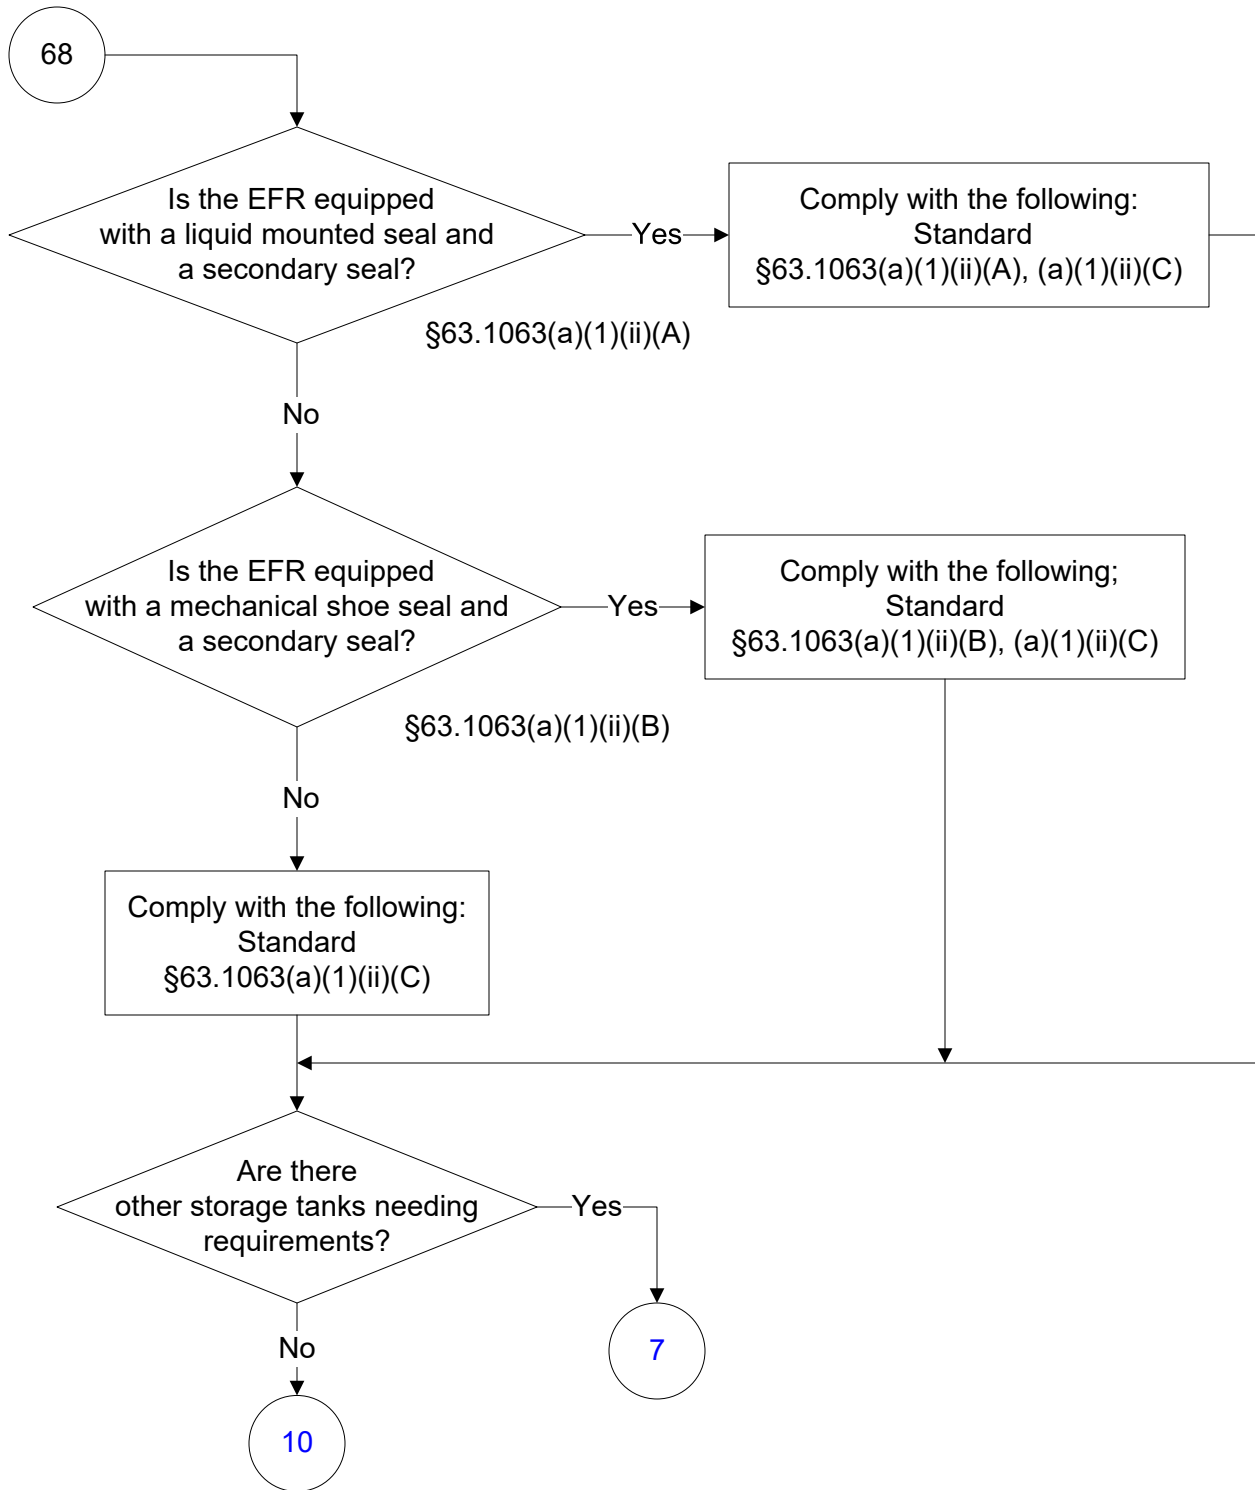 68
Is the EFR equipped
with a liquid mounted seal and
a secondary seal?
Yes
Comply with the following:
Standard
§63.1063(a)(1)(ii)(A), (a)(1)(ii)(C)
§63.1063(a)(1)(ii)(A)
No
Is the EFR equipped
with a mechanical shoe seal and
a secondary seal?
Yes
Comply with the following;
Standard
§63.1063(a)(1)(ii)(B), (a)(1)(ii)(C)
§63.1063(a)(1)(ii)(B)
No
Comply with the following:
Standard
§63.1063(a)(1)(ii)(C)
Are there
other storage tanks needing
requirements?
Yes
No
7
10